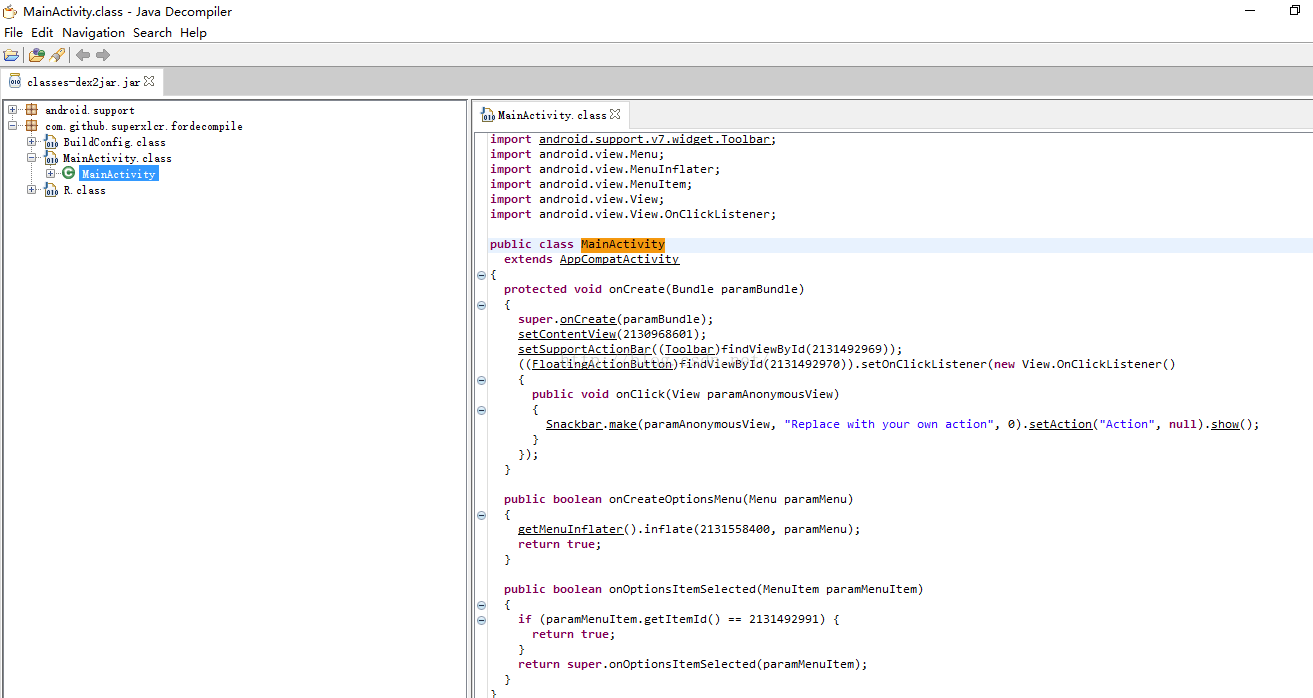 MainActivity.class - Java Decompiler
File Edit Navigation Search Help
classes-dex2jar.jar
android.support
com.github.superxlcr.fordecompile
BuildConfig.class
MainActivity.class
MainActivity
R.class
MainActivity.class
import android.support.v7.widget.Toolbar;
import android.view.Menu;
import android.view.MenuInflater;
import android.view.MenuItem;
import android.view.View;
import android.view.View.OnClickListener;
public class MainActivity
extends AppCompatActivity
{
protected void onCreate(Bundle paramBundle)
{
super.onCreate(paramBundle);
setContentView(2130968601);
setSupportActionBar((Toolbar)findViewById(2131492969));
((FloatingActionButton)findViewById(2131492970)).setOnClickListener(new View.OnClickListener()
{
public void onClick(View paramAnonymousView)
{
Snackbar.make(paramAnonymousView, "Replace with your own action", 0).setAction("Action", null).show();
}
});
}
public boolean onCreateOptionsMenu(Menu paramMenu)
{
getMenuInflater().inflate(2131558400, paramMenu);
return true;
}
public boolean onOptionsItemSelected(MenuItem paramMenuItem)
{
if (paramMenuItem.getItemId() == 2131492991) {
return true;
}
return super.onOptionsItemSelected(paramMenuItem);
}
}